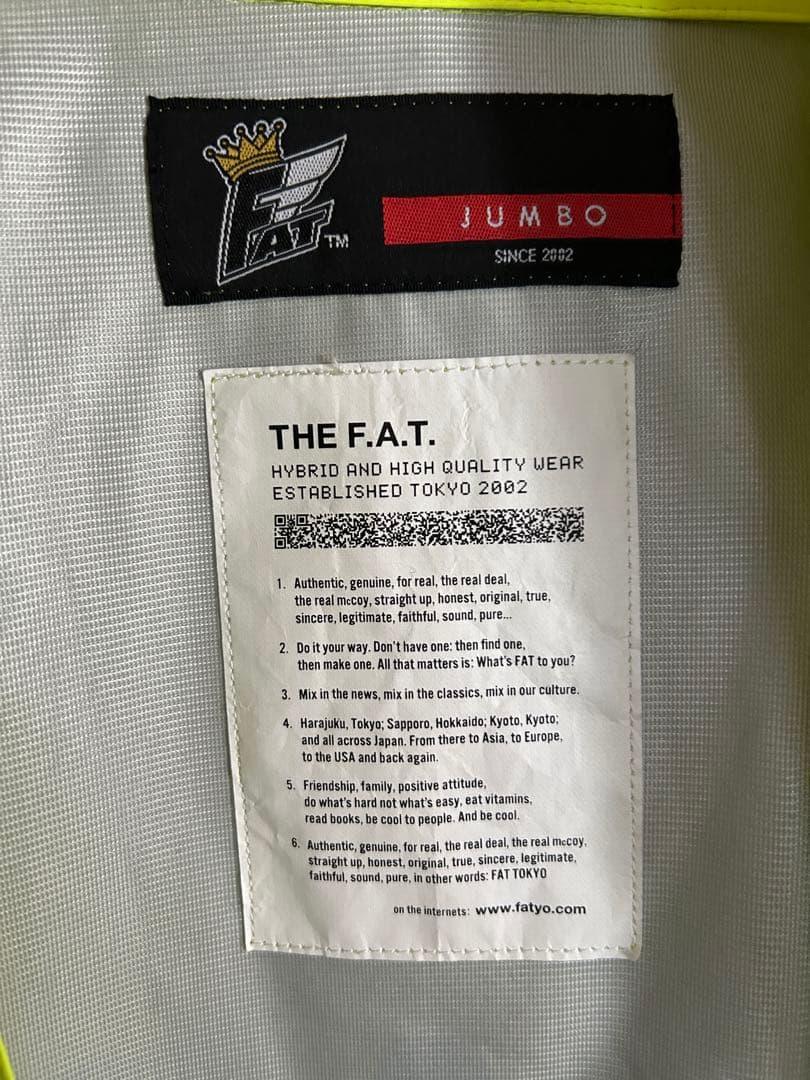 FAT TM
JUMBO
SINCE 2002
THE F.A.T.
HYBRID AND HIGH QUALITY WEAR
ESTABLISHED TOKYO 2002
1. Authentic, genuine, for real, the real deal,
the real mccoy, straight up, honest, original, true,
sincere, legitimate, faithful, sound, pure...
2. Do it your way. Don't have one: then find one,
then make one. All that matters is: What's FAT to you?
3. Mix in the news, mix in the classics, mix in our culture.
4. Harajuku, Tokyo; Sapporo, Hokkaido; Kyoto, Kyoto;
and all across Japan. From there to Asia, to Europe,
to the USA and back again.
5. Friendship, family, positive attitude,
do what's hard not what's easy, eat vitamins,
read books, be cool to people. And be cool.
6. Authentic, genuine, for real, the real deal, the real mccoy,
straight up, honest, original, true, sincere, legitimate,
faithful, sound, pure, in other words: FAT TOKYO
on the internets: www.fatyo.com